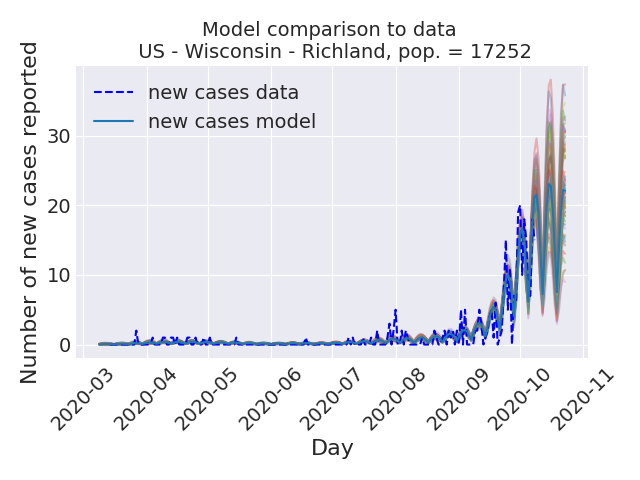 Model comparison to data
US - Wisconsin - Richland, pop. = 17252
new cases data
new cases model
Number of new cases reported
30
20
10
0
2020-03
2020-04
2020-05
2020-06
2020-07
2020-08
2020-09
2020-10
2020-11
Day